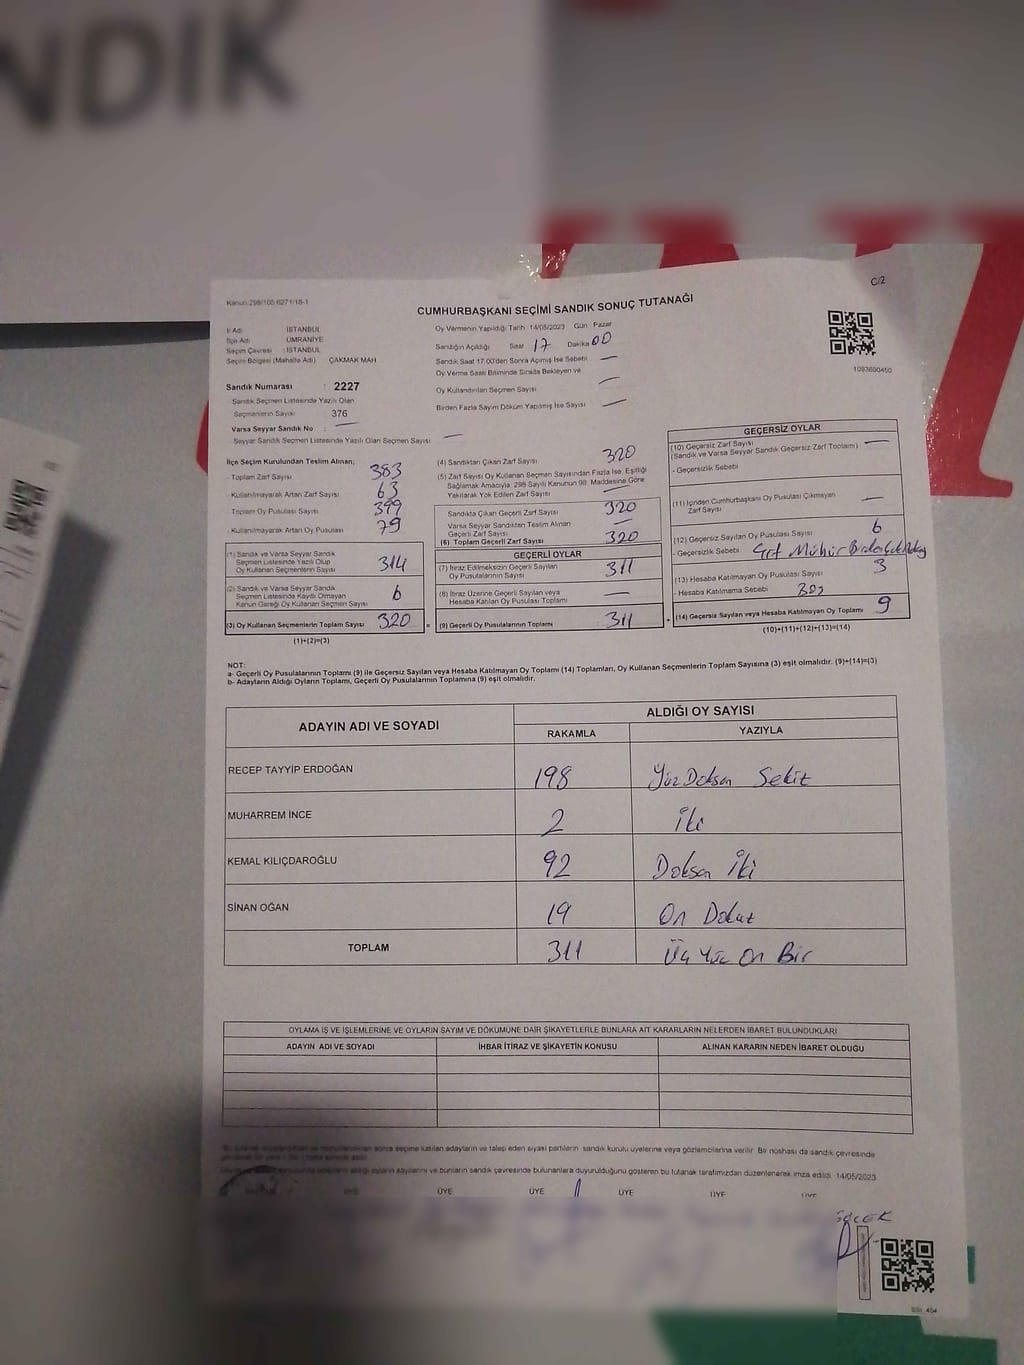 NDIK
C/2
Kanun:298/105 6271/18-1
CUMHURBAŞKANI SEÇİMİ SANDIK SONUÇ TUTANAĞI
İl Adı : İSTANBUL
İlçe Adı : ÜMRANİYE
Seçim Çevresi : İSTANBUL
Seçim Bölgesi (Mahalle Adı) ÇAKMAK MAH
Sandık Numarası : 2227
Sandık Seçmen Listesinde Yazılı Olan
Seçmenlerin Sayısı 376
Varsa Seyyar Sandık No : —
Seyyar Sandık Seçmen Listesinde Yazılı Olan Seçmen Sayısı : —
Oy Vermenin Yapıldığı Tarih 14/05/2023 Gün Pazar
Sandığın Açıldığı Saat 17 Dakika 00
Sandık Saat 17:00'den Sonra Açılmış İse Sebebi —
Oy Verme Saati Bitiminde Sırada Bekleyen ve
Oy Kullandırılan Seçmen Sayısı —
Birden Fazla Sayım Döküm Yapılmış İse Sayısı —
1093690450
İlçe Seçim Kurulundan Teslim Alınan;
- Toplam Zarf Sayısı 383
- Kullanılmayarak Artan Zarf Sayısı 63
- Toplam Oy Pusulası Sayısı 399
- Kullanılmayarak Artan Oy Pusulası 79
(1) Sandık ve Varsa Seyyar Sandık
Seçmen Listesinde Yazılı Olup
Oy Kullanan Seçmenlerin Sayısı 314
(2) Sandık ve Varsa Seyyar Sandık
Seçmen Listesinde Kayıtlı Olmayan
Kanun Gereği Oy Kullanan Seçmen Sayısı 6
(3) Oy Kullanan Seçmenlerin Toplam Sayısı 320 =
(1)+(2)=(3)
(4) Sandıktan Çıkan Zarf Sayısı 320
(5) Zarf Sayısı Oy Kullanan Seçmen Sayısından Fazla İse, Eşitliği
Sağlamak Amacıyla, 298 Sayılı Kanunun 98. Maddesine Göre
Yakılarak Yok Edilen Zarf Sayısı —
Sandıkta Çıkan Geçerli Zarf Sayısı 320
Varsa Seyyar Sandıktan Teslim Alınan
Geçerli Zarf Sayısı —
(6) Toplam Geçerli Zarf Sayısı 320
GEÇERLİ OYLAR
(7) İtiraz Edilmeksizin Geçerli Sayılan
Oy Pusulalarının Sayısı 311
(8) İtiraz Üzerine Geçerli Sayılan veya
Hesaba Katılan Oy Pusulası Toplamı —
(9) Geçerli Oy Pusulalarının Toplamı 311 +
GEÇERSİZ OYLAR
(10) Geçersiz Zarf Sayısı
(Sandık ve Varsa Seyyar Sandık Geçersiz Zarf Toplamı) —
- Geçersizlik Sebebi
(11) İçinden Cumhurbaşkanı Oy Pusulası Çıkmayan
Zarf Sayısı —
(12) Geçersiz Sayılan Oy Pusulası Sayısı 6
- Geçersizlik Sebebi Mühür
(13) Hesaba Katılmayan Oy Pusulası Sayısı 3
- Hesaba Katılmama Sebebi
(14) Geçersiz Sayılan veya Hesaba Katılmayan Oy Toplamı 9
(10)+(11)+(12)+(13)=(14)
NOT:
a- Geçerli Oy Pusulalarının Toplamı (9) ile Geçersiz Sayılan veya Hesaba Katılmayan Oy Toplamı (14) Toplamları, Oy Kullanan Seçmenlerin Toplam Sayısına (3) eşit olmalıdır. (9)+(14)=(3)
b- Adayların Aldığı Oyların Toplamı, Geçerli Oy Pusulalarının Toplamına (9) eşit olmalıdır.
ADAYIN ADI VE SOYADI ALDIĞI OY SAYISI
RAKAMLA YAZIYLA
RECEP TAYYİP ERDOĞAN 198 Yüz Doksan Sekiz
MUHARREM İNCE 2 İki
KEMAL KILIÇDAROĞLU 92 Doksan İki
SİNAN OĞAN 19 On Dokuz
TOPLAM 311 Üç Yüz On Bir
OYLAMA İŞ VE İŞLEMLERİNE VE OYLARIN SAYIM VE DÖKÜMÜNE DAİR ŞİKAYETLERLE BUNLARA AİT KARARLARIN NELERDEN İBARET BULUNDUKLARI
ADAYIN ADI VE SOYADI İHBAR İTİRAZ VE ŞİKAYETİN KONUSU ALINAN KARARIN NEDEN İBARET OLDUĞU
sonra seçime katılan adayların ve talep eden siyasi partilerin sandık kurulu üyelerine veya gözlemcilerine verilir. Bir nüshası da sandık çevresinde
oyların sayılarını ve bunların sandık çevresinde bulunanlara duyurulduğunu gösteren bu tutanak tarafımızdan düzenlenerek imza edildi. 14/05/2023
ÜYE ÜYE ÜYE ÜYE ÜYE ÜYE